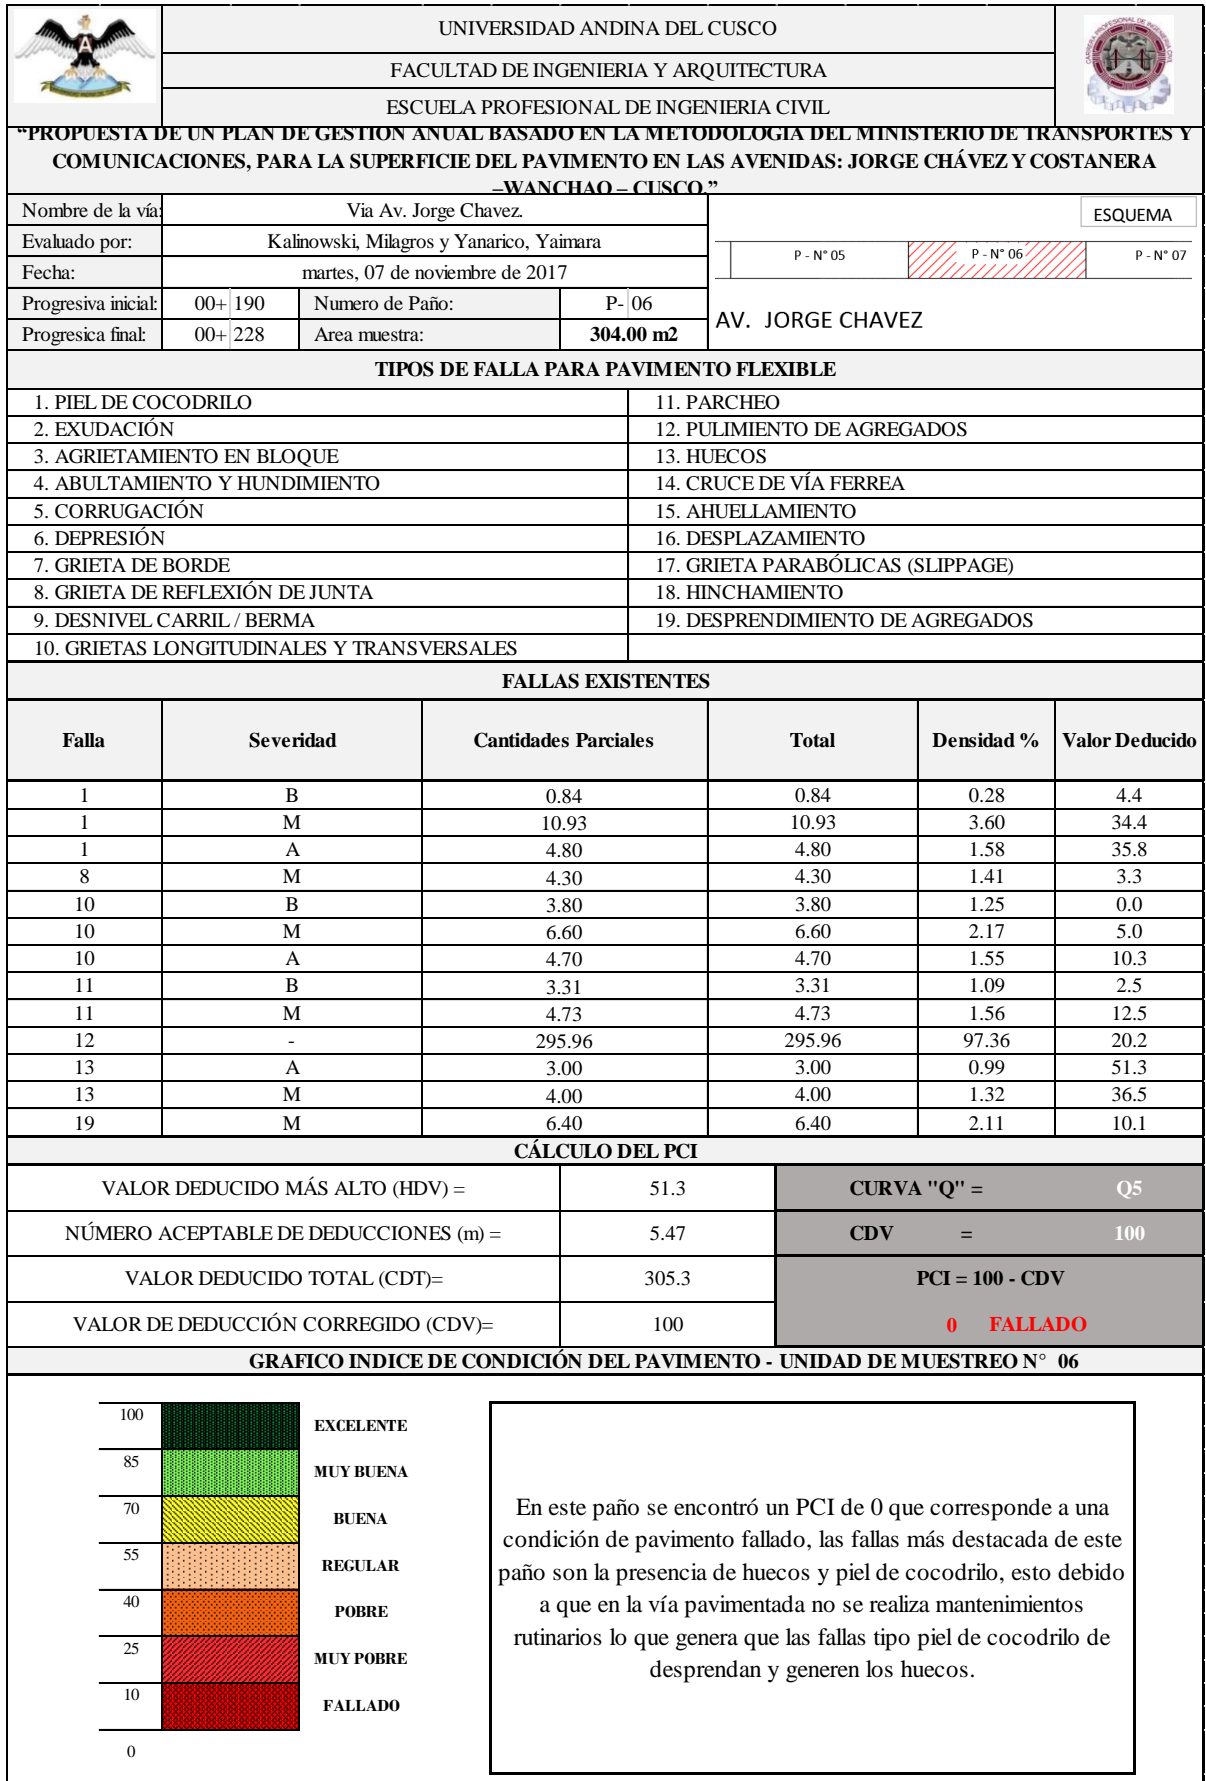 UNIVERSIDAD ANDINA DEL CUSCO
FACULTAD DE INGENIERIA Y ARQUITECTURA
ESCUELA PROFESIONAL DE INGENIERIA CIVIL
“PROPUESTA DE UN PLAN DE GESTION ANUAL BASADO EN LA METODOLOGIA DEL MINISTERIO DE TRANSPORTES Y
COMUNICACIONES, PARA LA SUPERFICIE DEL PAVIMENTO EN LAS AVENIDAS: JORGE CHÁVEZ Y COSTANERA
–WANCHAQ – CUSCO.”
Nombre de la vía: Via Av. Jorge Chavez.
Evaluado por: Kalinowski, Milagros y Yanarico, Yaimara
Fecha: martes, 07 de noviembre de 2017
Progresiva inicial: 00+ 190 Numero de Paño: P- 06
Progresica final: 00+ 228 Area muestra: 304.00 m2
ESQUEMA
P - N° 05 P - N° 06 P - N° 07
AV. JORGE CHAVEZ
TIPOS DE FALLA PARA PAVIMENTO FLEXIBLE
1. PIEL DE COCODRILO 11. PARCHEO
2. EXUDACIÓN 12. PULIMIENTO DE AGREGADOS
3. AGRIETAMIENTO EN BLOQUE 13. HUECOS
4. ABULTAMIENTO Y HUNDIMIENTO 14. CRUCE DE VÍA FERREA
5. CORRUGACIÓN 15. AHUELLAMIENTO
6. DEPRESIÓN 16. DESPLAZAMIENTO
7. GRIETA DE BORDE 17. GRIETA PARABÓLICAS (SLIPPAGE)
8. GRIETA DE REFLEXIÓN DE JUNTA 18. HINCHAMIENTO
9. DESNIVEL CARRIL / BERMA 19. DESPRENDIMIENTO DE AGREGADOS
10. GRIETAS LONGITUDINALES Y TRANSVERSALES
FALLAS EXISTENTES
Falla Severidad Cantidades Parciales Total Densidad % Valor Deducido
1 B 0.84 0.84 0.28 4.4
1 M 10.93 10.93 3.60 34.4
1 A 4.80 4.80 1.58 35.8
8 M 4.30 4.30 1.41 3.3
10 B 3.80 3.80 1.25 0.0
10 M 6.60 6.60 2.17 5.0
10 A 4.70 4.70 1.55 10.3
11 B 3.31 3.31 1.09 2.5
11 M 4.73 4.73 1.56 12.5
12 - 295.96 295.96 97.36 20.2
13 A 3.00 3.00 0.99 51.3
13 M 4.00 4.00 1.32 36.5
19 M 6.40 6.40 2.11 10.1
CÁLCULO DEL PCI
VALOR DEDUCIDO MÁS ALTO (HDV) = 51.3 CURVA "Q" = Q5
NÚMERO ACEPTABLE DE DEDUCCIONES (m) = 5.47 CDV = 100
VALOR DEDUCIDO TOTAL (CDT)= 305.3 PCI = 100 - CDV
VALOR DE DEDUCCIÓN CORREGIDO (CDV)= 100 0 FALLADO
GRAFICO INDICE DE CONDICIÓN DEL PAVIMENTO - UNIDAD DE MUESTREO N° 06
100 EXCELENTE
85 MUY BUENA
70 BUENA
55 REGULAR
40 POBRE
25 MUY POBRE
10 FALLADO
0
En este paño se encontró un PCI de 0 que corresponde a una
condición de pavimento fallado, las fallas más destacada de este
paño son la presencia de huecos y piel de cocodrilo, esto debido
a que en la vía pavimentada no se realiza mantenimientos
rutinarios lo que genera que las fallas tipo piel de cocodrilo de
desprendan y generen los huecos.